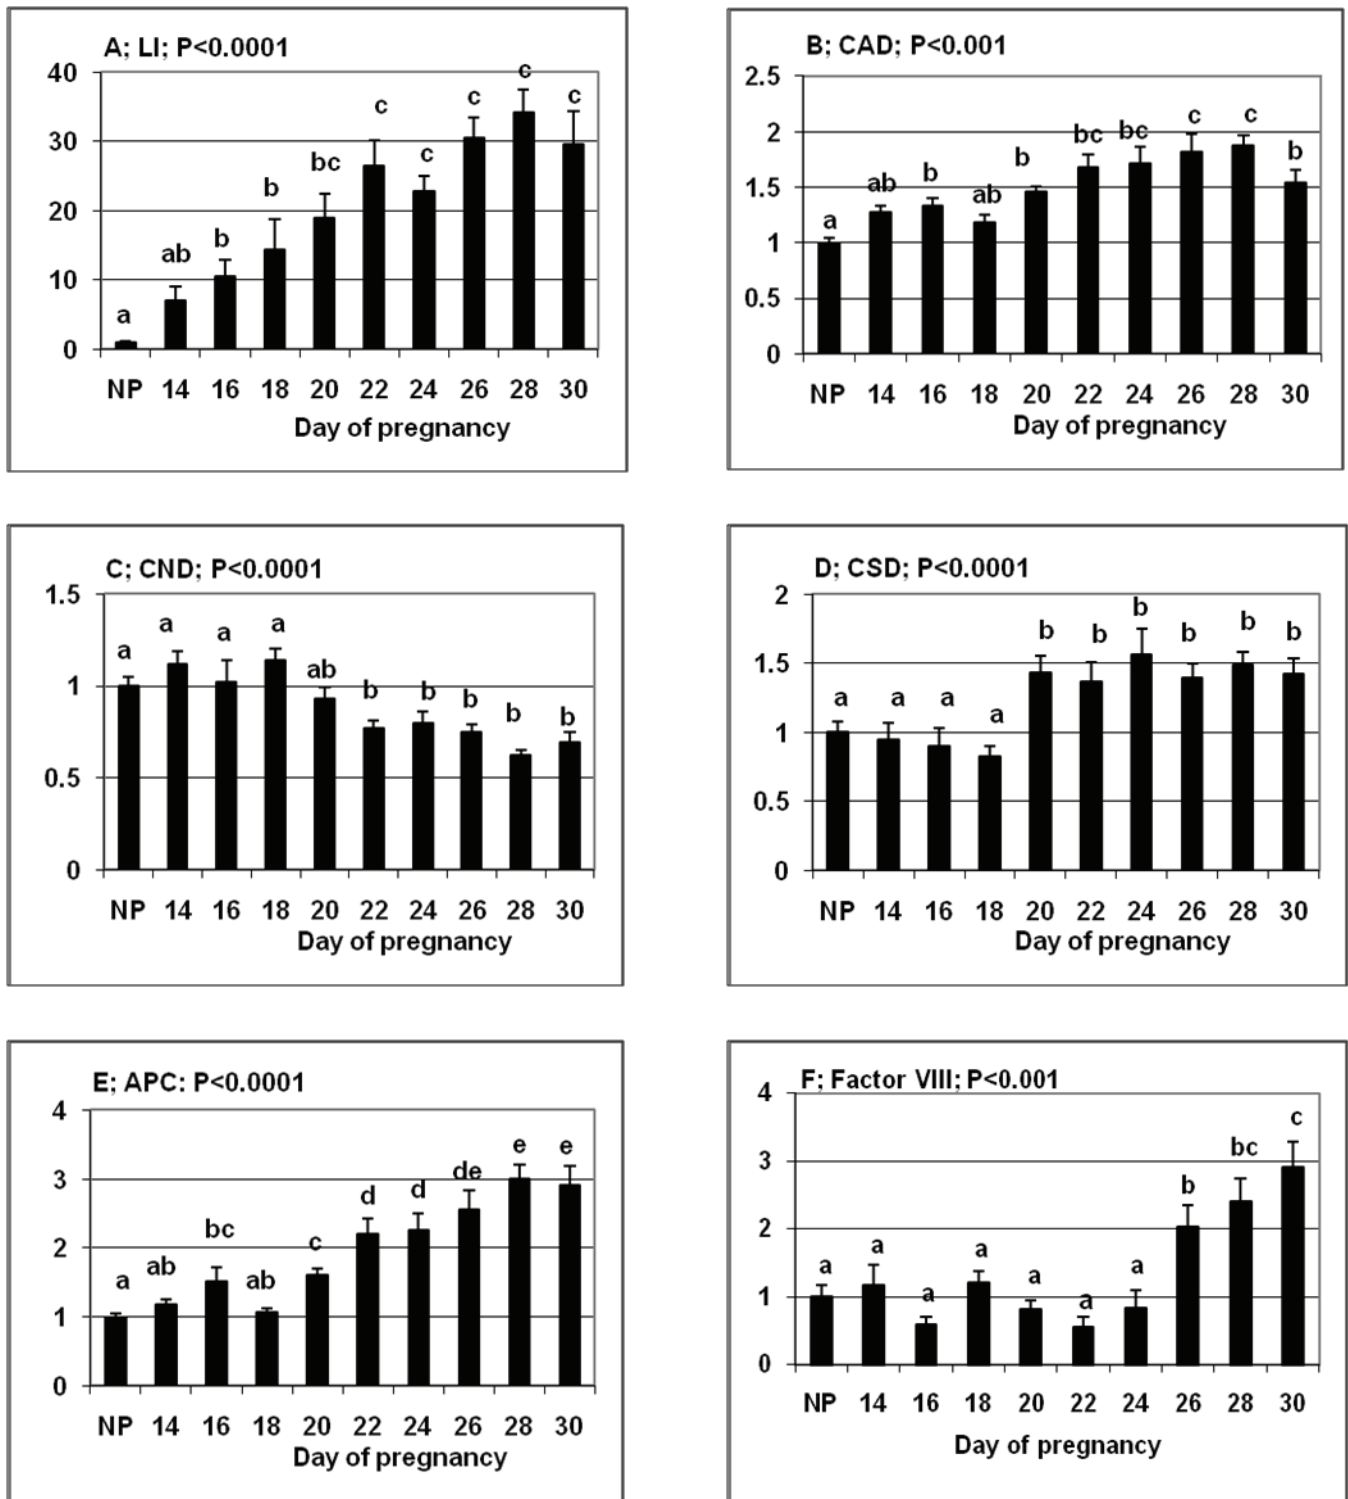 A; LI; P<0.0001
40
30
20
10
0
a
ab
b
b
bc
c
c
c
c
c
NP 14 16 18 20 22 24 26 28 30
Day of pregnancy
B; CAD; P<0.001
2.5
2
1.5
1
0.5
0
a
ab
b
ab
b
bc
bc
c
c
b
NP 14 16 18 20 22 24 26 28 30
Day of pregnancy
C; CND; P<0.0001
1.5
1
0.5
0
a
a
a
a
ab
b
b
b
b
b
NP 14 16 18 20 22 24 26 28 30
Day of pregnancy
D; CSD; P<0.0001
2
1.5
1
0.5
0
a
a
a
a
b
b
b
b
b
b
NP 14 16 18 20 22 24 26 28 30
Day of pregnancy
E; APC: P<0.0001
4
3
2
1
0
a
ab
bc
ab
c
d
d
de
e
e
NP 14 16 18 20 22 24 26 28 30
Day of pregnancy
F; Factor VIII; P<0.001
4
3
2
1
0
a
a
a
a
a
a
a
b
bc
c
NP 14 16 18 20 22 24 26 28 30
Day of pregnancy